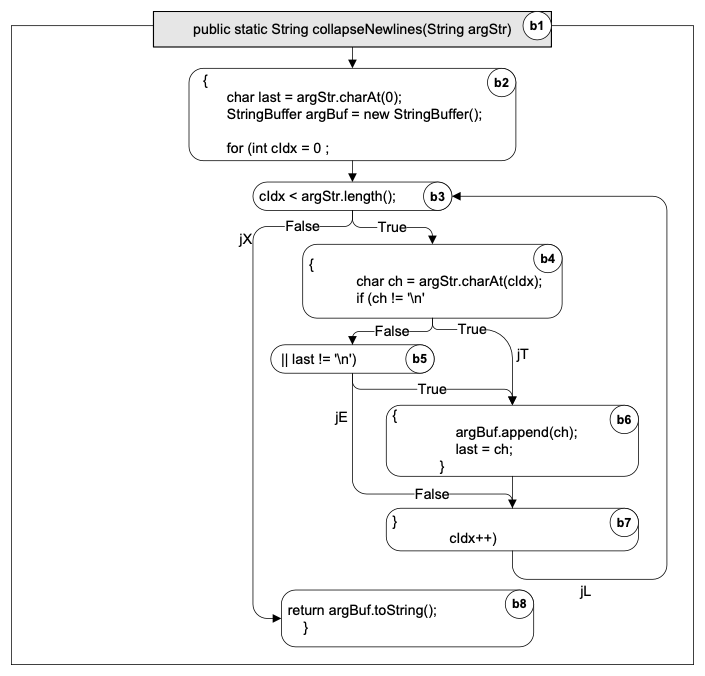 public static String collapseNewlines(String argStr)
b1
{
b2
char last = argStr.charAt(0);
StringBuffer argBuf = new StringBuffer();
for (int cIdx = 0 ;
cIdx < argStr.length();
b3
False
True
jX
{
b4
char ch = argStr.charAt(cIdx);
if (ch != '\n'
False
True
jT
|| last != '\n')
b5
True
jE
{
b6
argBuf.append(ch);
last = ch;
}
False
}
b7
cIdx++)
jL
return argBuf.toString();
b8
}